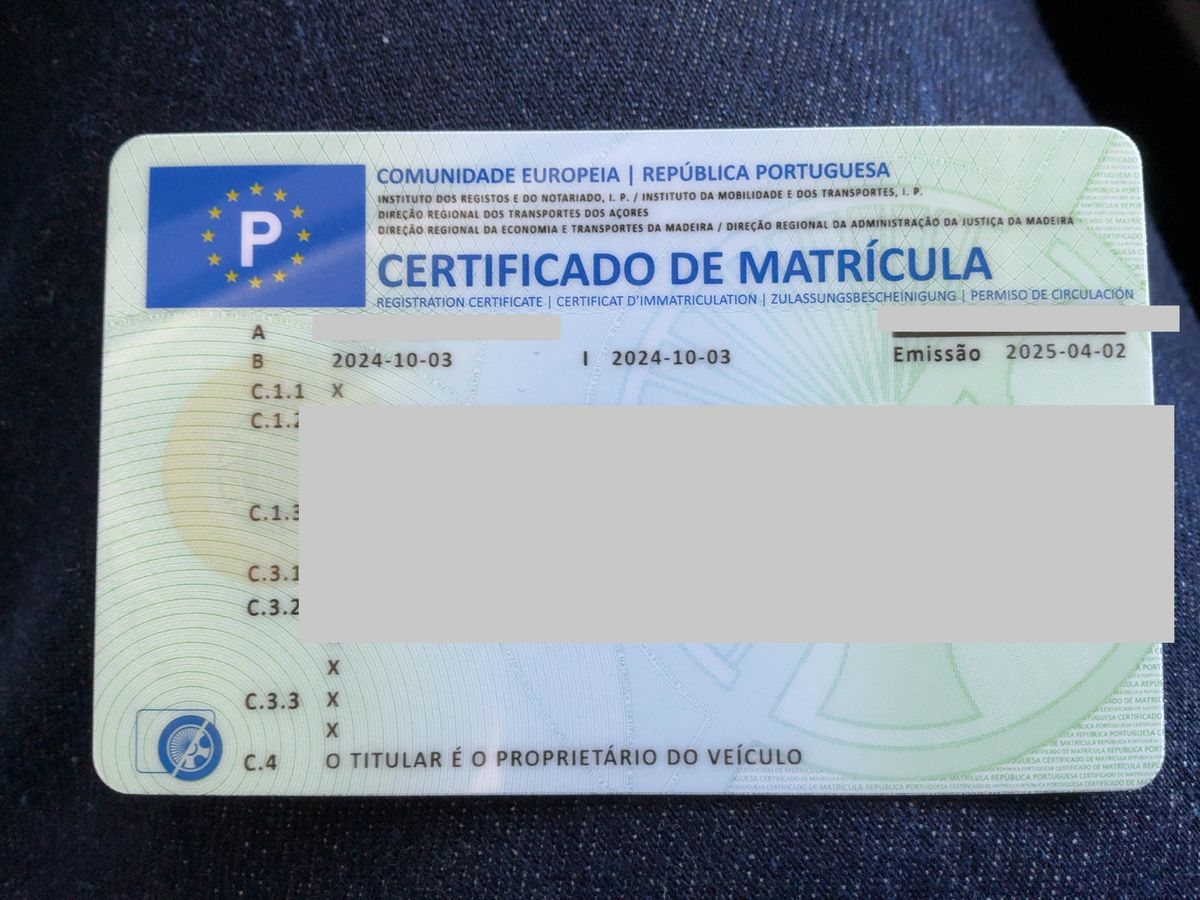 P
COMUNIDADE EUROPEIA | REPÚBLICA PORTUGUESA
INSTITUTO DOS REGISTOS E DO NOTARIADO, I. P. / INSTITUTO DA MOBILIDADE E DOS TRANSPORTES, I. P.
DIREÇÃO REGIONAL DOS TRANSPORTES DOS AÇORES
DIREÇÃO REGIONAL DA ECONOMIA E TRANSPORTES DA MADEIRA / DIREÇÃO REGIONAL DA ADMINISTRAÇÃO DA JUSTIÇA DA MADEIRA
CERTIFICADO DE MATRÍCULA
REGISTRATION CERTIFICATE | CERTIFICAT D'IMMATRICULATION | ZULASSUNGSBESCHEINIGUNG | PERMISO DE CIRCULACIÓN
A
B 2024-10-03 I 2024-10-03 Emissão 2025-04-02
C.1.1 X
C.1.2
C.1.3
C.3.1
C.3.2
X
C.3.3 X
X
C.4 O TITULAR É O PROPRIETÁRIO DO VEÍCULO